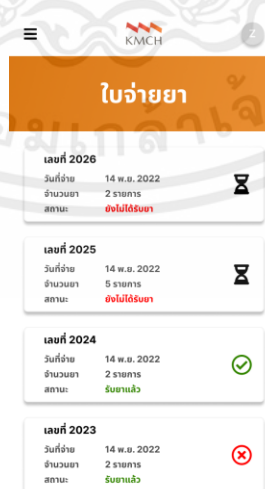 KMCH
Z
ใบจ่ายยา
อมเกล้าเจ้
เลขที่ 2026
วันที่จ่าย 14 พ.ย. 2022
จำนวนยา 2 รายการ
สถานะ: ยังไม่ได้รับยา
เลขที่ 2025
วันที่จ่าย 14 พ.ย. 2022
จำนวนยา 5 รายการ
สถานะ: ยังไม่ได้รับยา
เลขที่ 2024
วันที่จ่าย 14 พ.ย. 2022
จำนวนยา 2 รายการ
สถานะ: รับยาแล้ว
เลขที่ 2023
วันที่จ่าย 14 พ.ย. 2022
จำนวนยา 2 รายการ
สถานะ: รับยาแล้ว